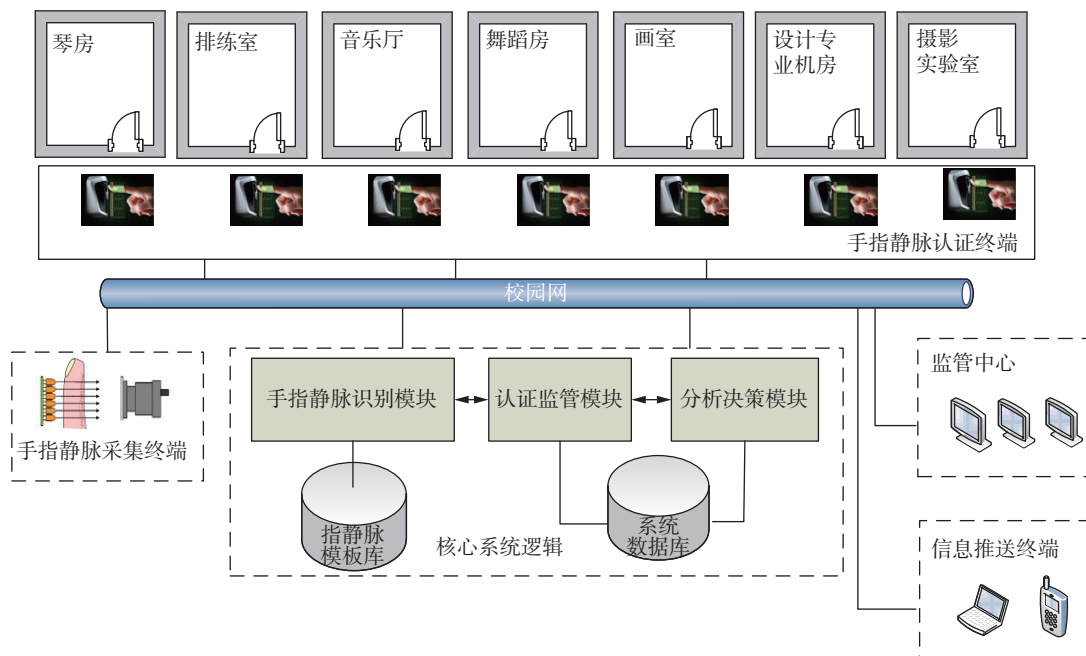 琴房
排练室
音乐厅
舞蹈房
画室
设计专
业机房
摄影
实验室
手指静脉认证终端
校园网
手指静脉采集终端
手指静脉识别模块
认证监管模块
分析决策模块
指静脉
模板库
系统
数据库
核心系统逻辑
监管中心
信息推送终端